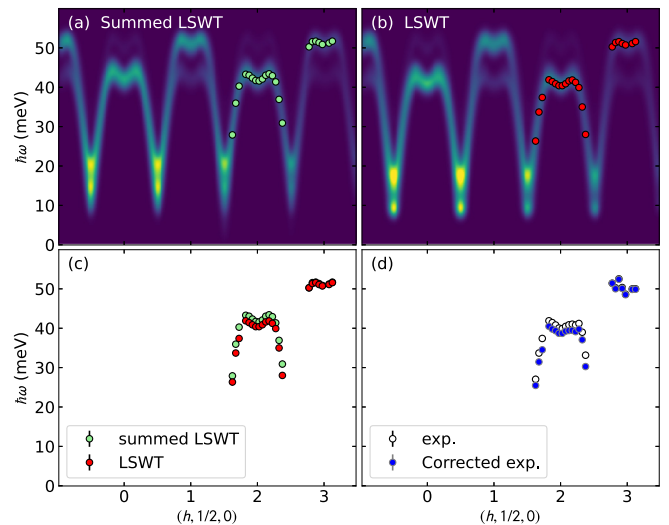 (a) Summed LSWT
(b) LSWT
50
40
30
20
10
0
ħω (meV)
(c)
(d)
50
40
30
20
10
0
ħω (meV)
summed LSWT
LSWT
exp.
Corrected exp.
0 1 2 3
0 1 2 3
(h, 1/2, 0)
(h, 1/2, 0)